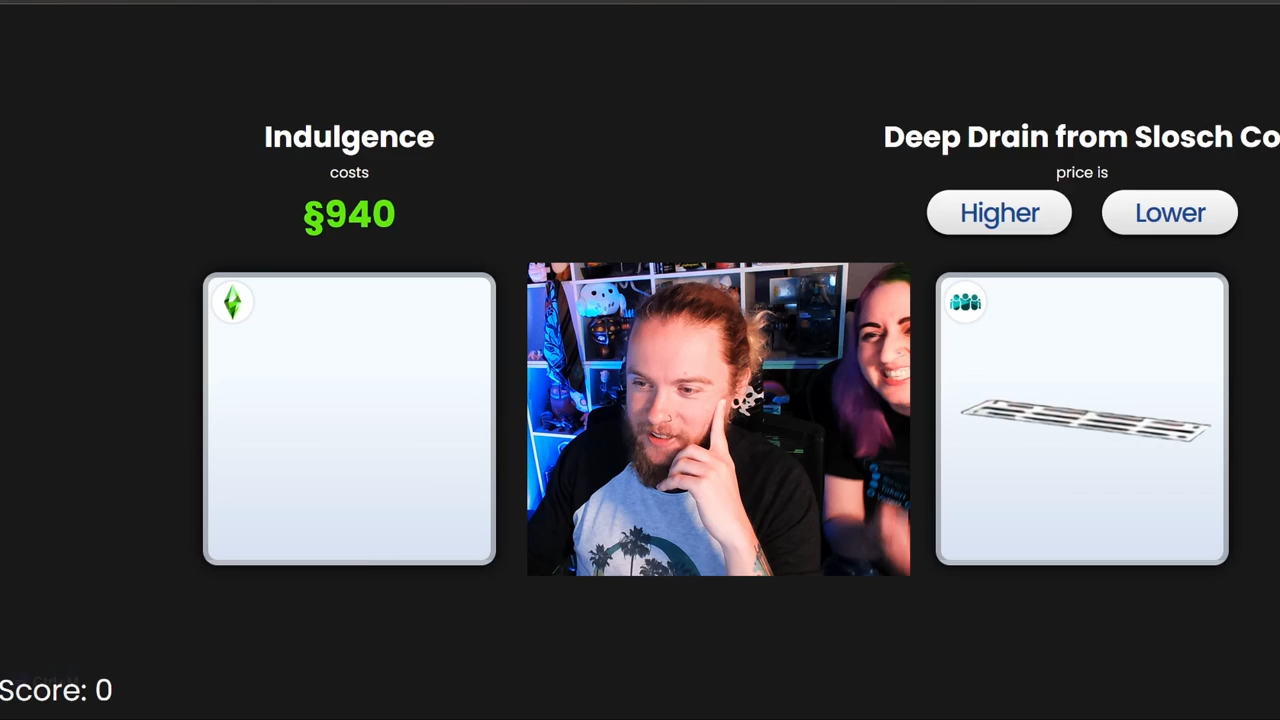 Indulgence
costs
§940
Deep Drain from Slosch Co
price is
Higher
Lower
Score: 0